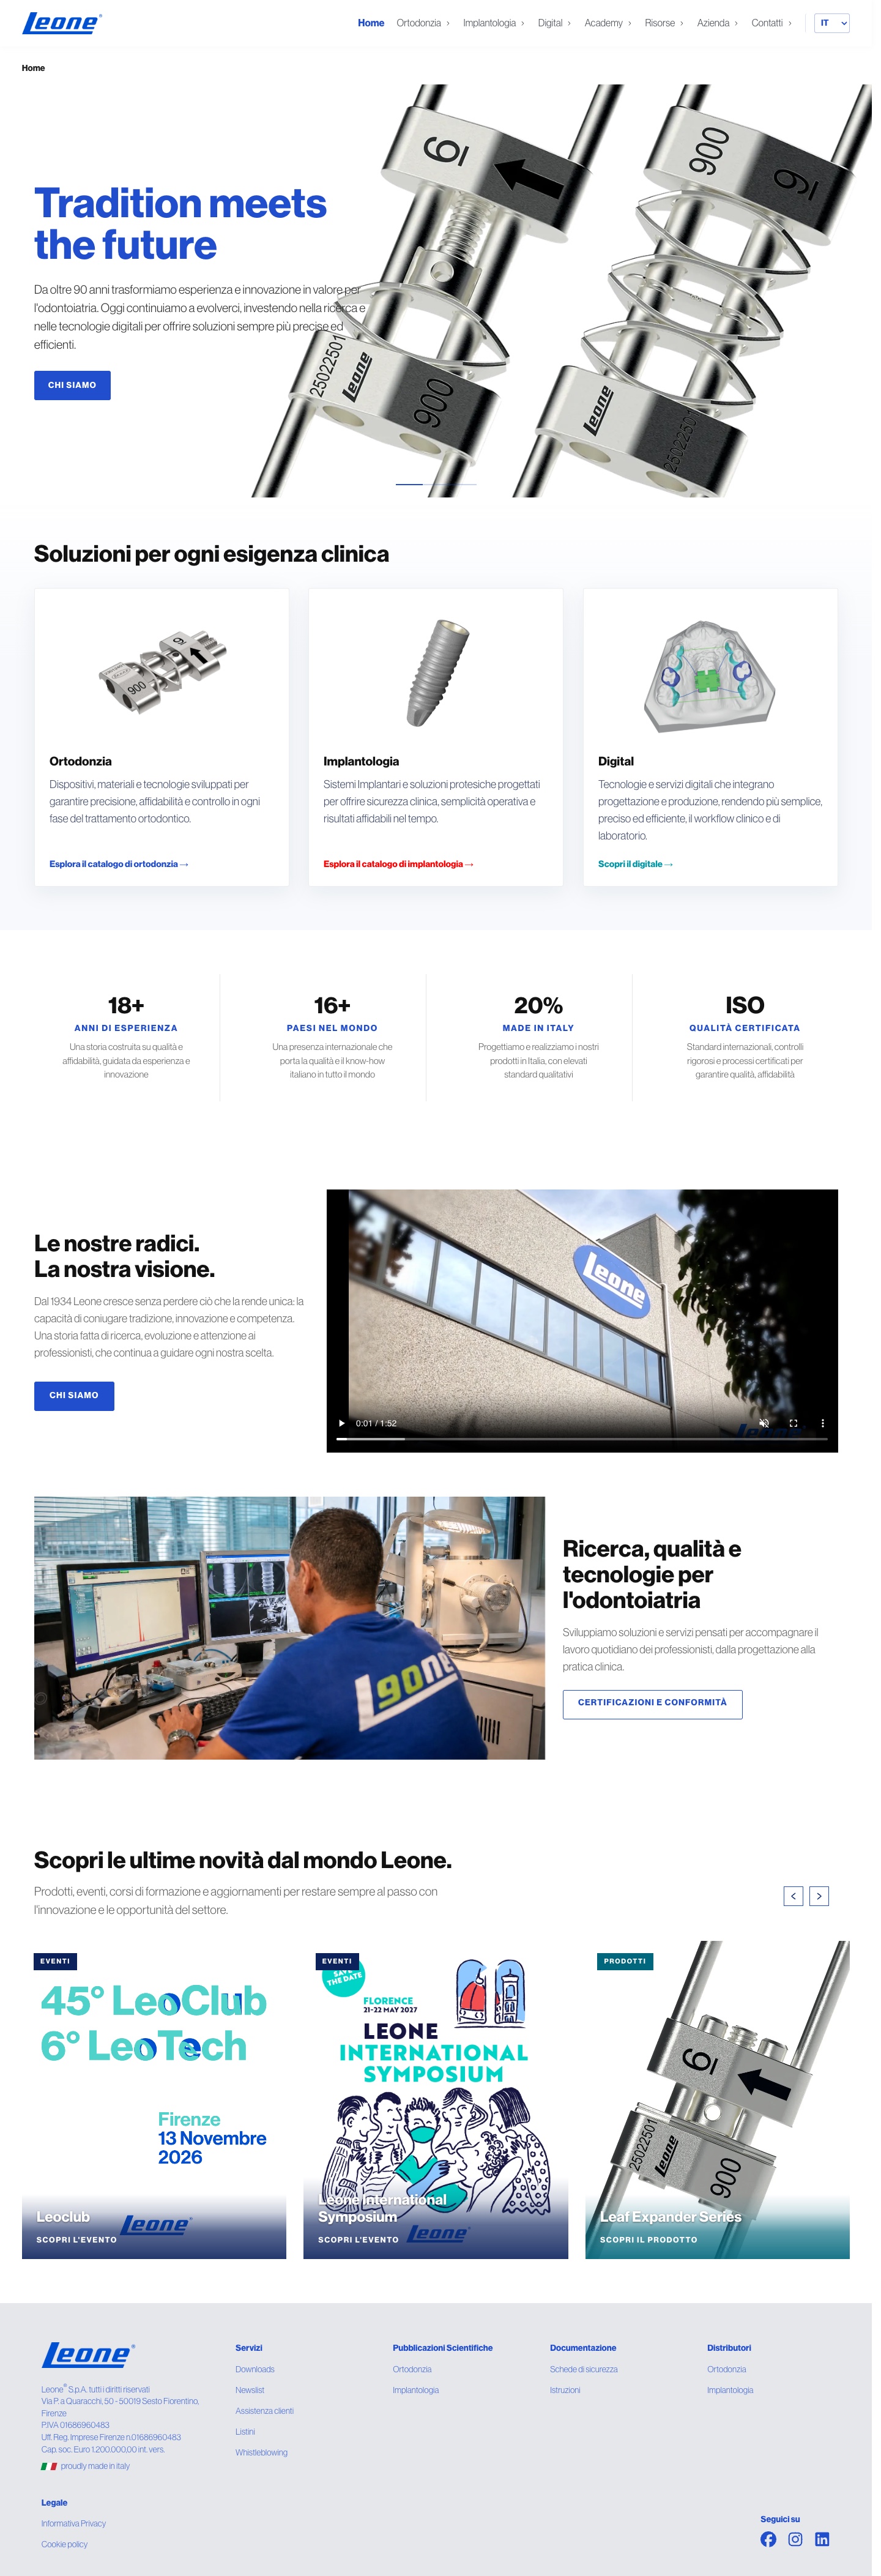 Leone®
Home
Ortodonzia
Implantologia
Digital
Academy
Risorse
Azienda
Contatti
IT
Home
Tradition meets
the future
Da oltre 90 anni trasformiamo esperienza e innovazione in valore per
l'odontoiatria. Oggi continuiamo a evolverci, investendo nella ricerca e
nelle tecnologie digitali per offrire soluzioni sempre più precise ed
efficienti.
CHI SIAMO
9
25022501
Leone
900
900
9
Leone
25022501
Soluzioni per ogni esigenza clinica
9
900
Ortodonzia
Dispositivi, materiali e tecnologie sviluppati per
garantire precisione, affidabilità e controllo in ogni
fase del trattamento ortodontico.
Esplora il catalogo di ortodonzia →
Implantologia
Sistemi Implantari e soluzioni protesiche progettati
per offrire sicurezza clinica, semplicità operativa e
risultati affidabili nel tempo.
Esplora il catalogo di implantologia →
Digital
Tecnologie e servizi digitali che integrano
progettazione e produzione, rendendo più semplice,
preciso ed efficiente, il workflow clinico e di
laboratorio.
Scopri il digitale →
18+
ANNI DI ESPERIENZA
Una storia costruita su qualità e
affidabilità, guidata da esperienza e
innovazione
16+
PAESI NEL MONDO
Una presenza internazionale che
porta la qualità e il know-how
italiano in tutto il mondo
20%
MADE IN ITALY
Progettiamo e realizziamo i nostri
prodotti in Italia, con elevati
standard qualitativi
ISO
QUALITÀ CERTIFICATA
Standard internazionali, controlli
rigorosi e processi certificati per
garantire qualità, affidabilità
Le nostre radici.
La nostra visione.
Dal 1934 Leone cresce senza perdere ciò che la rende unica: la
capacità di coniugare tradizione, innovazione e competenza.
Una storia fatta di ricerca, evoluzione e attenzione ai
professionisti, che continua a guidare ogni nostra scelta.
CHI SIAMO
Leone
0:01 / 1:52
L90ne
Ricerca, qualità e
tecnologie per
l'odontoiatria
Sviluppiamo soluzioni e servizi pensati per accompagnare il
lavoro quotidiano dei professionisti, dalla progettazione alla
pratica clinica.
CERTIFICAZIONI E CONFORMITÀ
Scopri le ultime novità dal mondo Leone.
Prodotti, eventi, corsi di formazione e aggiornamenti per restare sempre al passo con
l'innovazione e le opportunità del settore.
EVENTI
45° LeoClub
6° LeoTech
Firenze
13 Novembre
2026
Leoclub
SCOPRI L'EVENTO
Leone
EVENTI
SAVE
THE DATE
FLORENCE
21-22 MAY 2027
LEONE
INTERNATIONAL
SYMPOSIUM
Leone International
Symposium
SCOPRI L'EVENTO
Leone
PRODOTTI
9
25022501
Leone
900
Leaf Expander Series
SCOPRI IL PRODOTTO
Leone®
Leone® S.p.A. tutti i diritti riservati
Via P. a Quaracchi, 50 - 50019 Sesto Fiorentino,
Firenze
P.IVA 01686960483
Uff. Reg. Imprese Firenze n.01686960483
Cap. soc. Euro 1.200.000,00 int. vers.
proudly made in Italy
Servizi
Downloads
Newslist
Assistenza clienti
Listini
Whistleblowing
Pubblicazioni Scientifiche
Ortodonzia
Implantologia
Documentazione
Schede di sicurezza
Istruzioni
Distributori
Ortodonzia
Implantologia
Legale
Informativa Privacy
Cookie policy
Seguici su